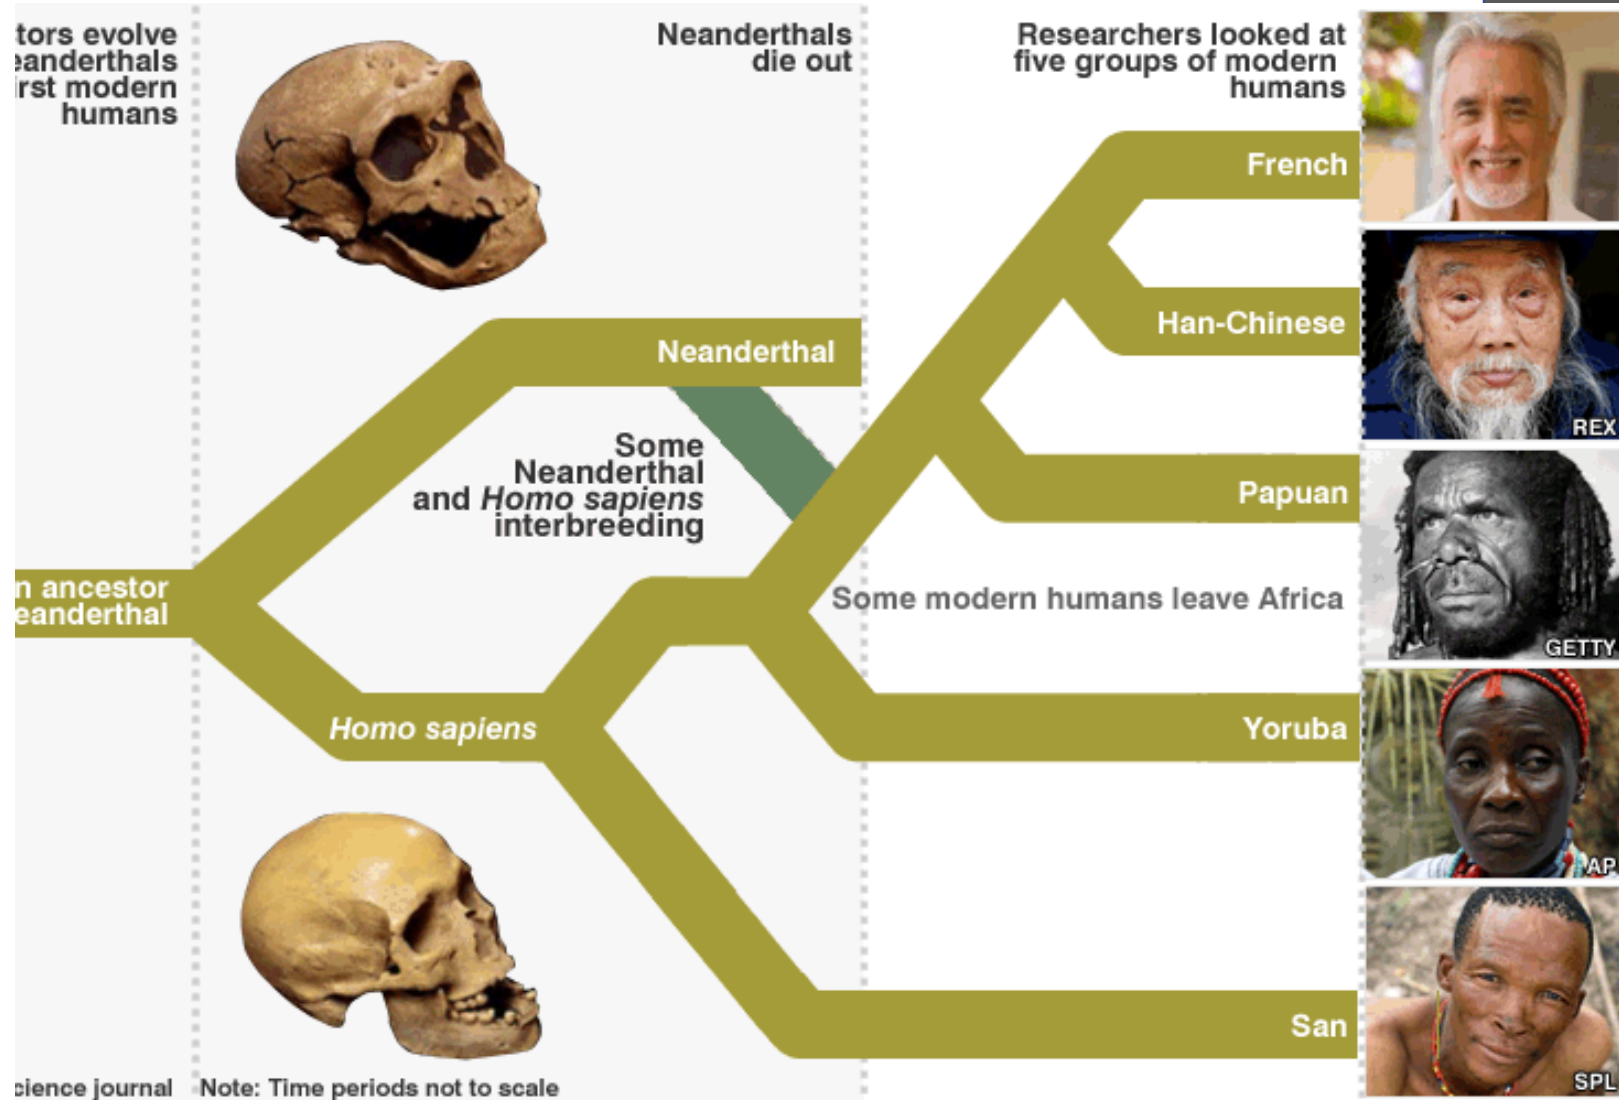 tors evolve
eanderthals
irst modern
humans
Neanderthals
die out
Researchers looked at
five groups of modern
humans
French
Han-Chinese
REX
Neanderthal
Some
Neanderthal
and Homo sapiens
interbreeding
Papuan
n ancestor
eanderthal
Some modern humans leave Africa
GETTY
Homo sapiens
Yoruba
AP
San
SPL
cience journal
Note: Time periods not to scale